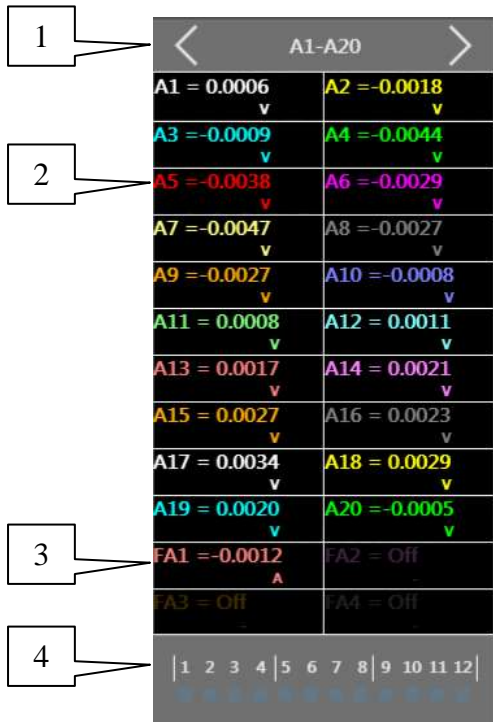 1
A1-A20
A1 = 0.0006 A2 =-0.0018
V V
A3 =-0.0009 A4 =-0.0044
V V
2
A5 =-0.0038 A6 =-0.0029
V V
A7 =-0.0047 A8 =-0.0027
V V
A9 =-0.0027 A10 =-0.0008
V V
A11 = 0.0008 A12 = 0.0011
V V
A13 = 0.0017 A14 = 0.0021
V V
A15 = 0.0027 A16 = 0.0023
V V
A17 = 0.0034 A18 = 0.0029
V V
A19 = 0.0020 A20 =-0.0005
V V
3
FA1 =-0.0012 FA2 = Off
A -
FA3 = Off FA4 = Off
- -
4
|1 2 3 4|5 6 7 8|9 10 11 12|